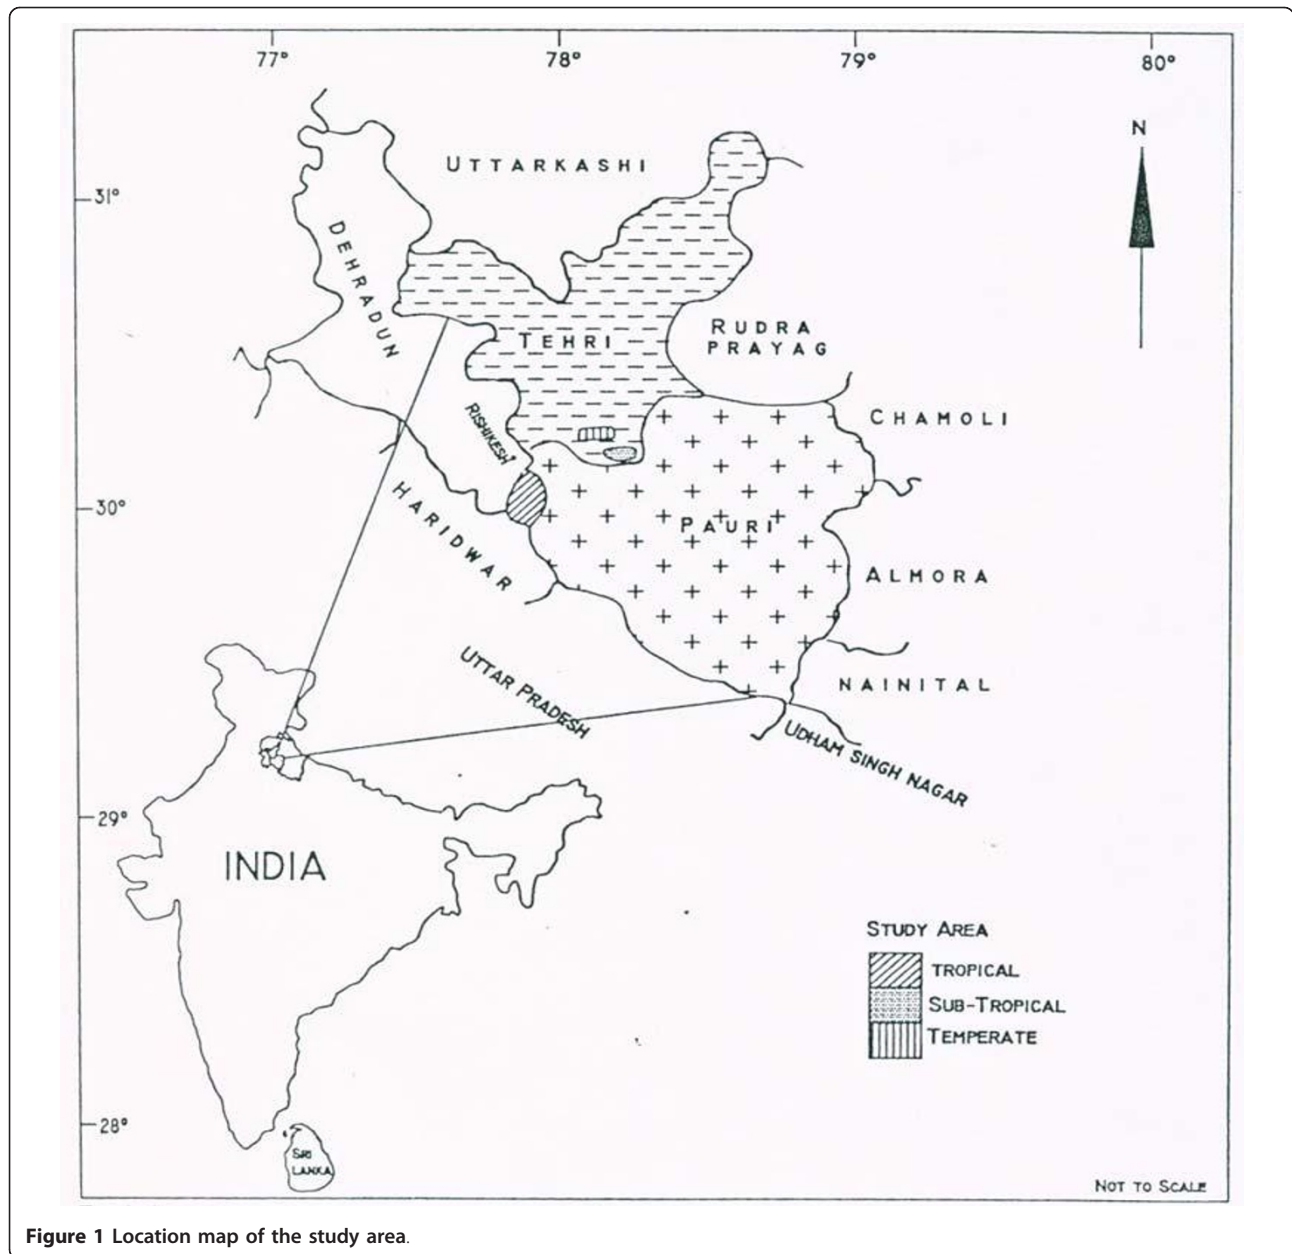 77° 78° 79° 80°
N
UTTARKASHI
31°
DEHRADUN
TEHRI
RUDRA
PRAYAG
RISHIKESH
CHAMOLI
30°
HARIDWAR
PAURI
ALMORA
UTTAR PRADESH
NAINITAL
UDHAM SINGH NAGAR
29°
INDIA
STUDY AREA
TROPICAL
SUB-TROPICAL
TEMPERATE
28°
SRI
LANKA
NOT TO SCALE
Figure 1 Location map of the study area.